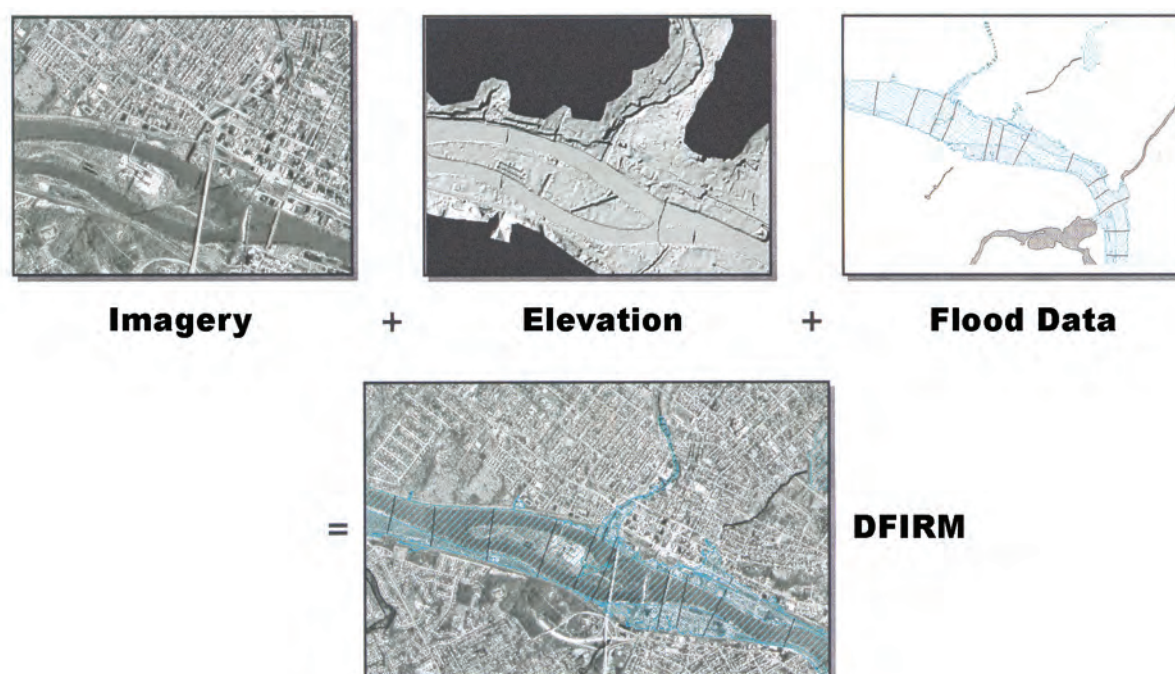 Imagery + Elevation + Flood Data
= DFIRM